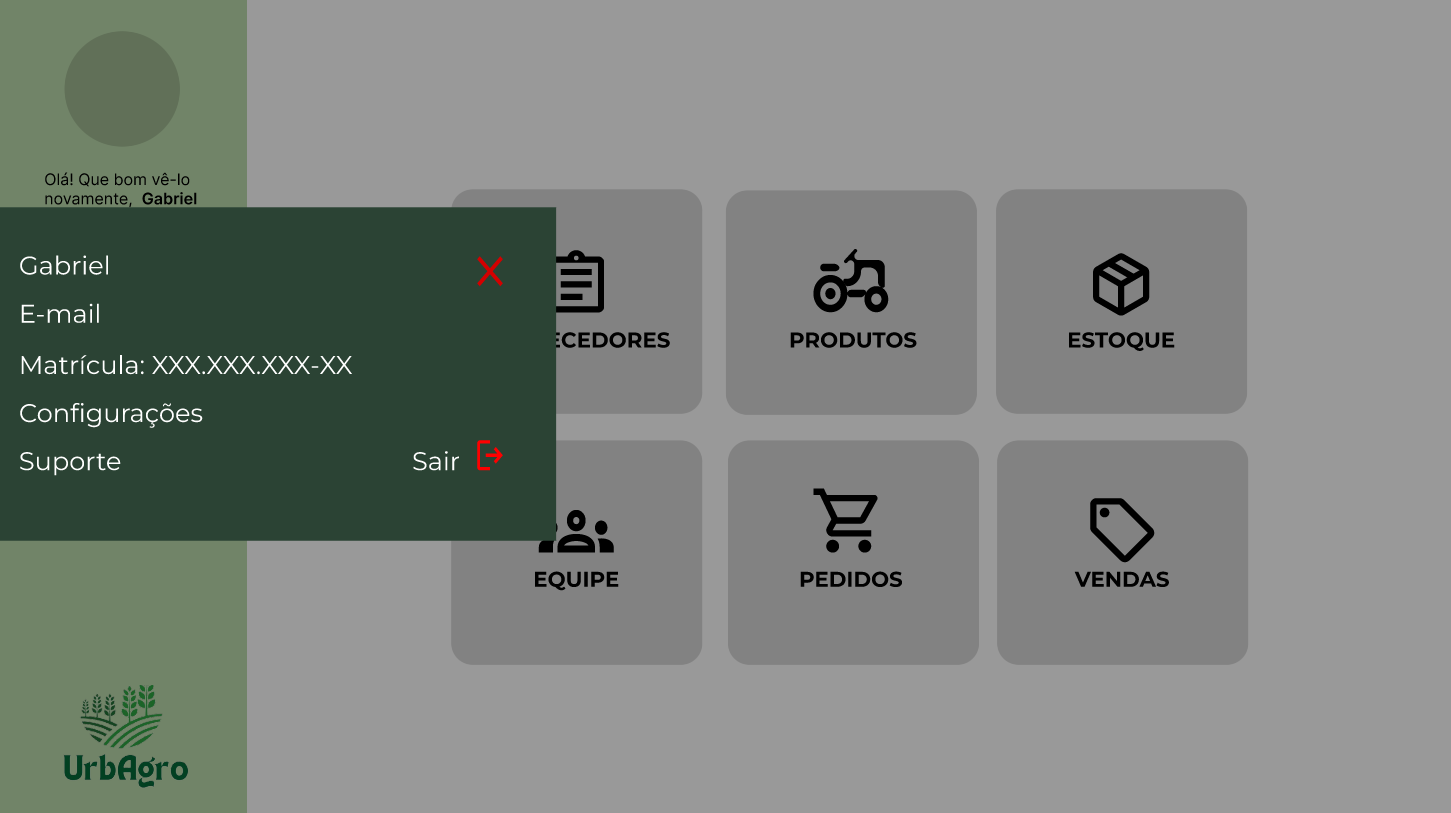 Olá! Que bom vê-lo
novamente, Gabriel
Gabriel
E-mail
Matrícula: XXX.XXX.XXX-XX
Configurações
Suporte
Sair
ECEDORES
PRODUTOS
ESTOQUE
EQUIPE
PEDIDOS
VENDAS
UrbAgro